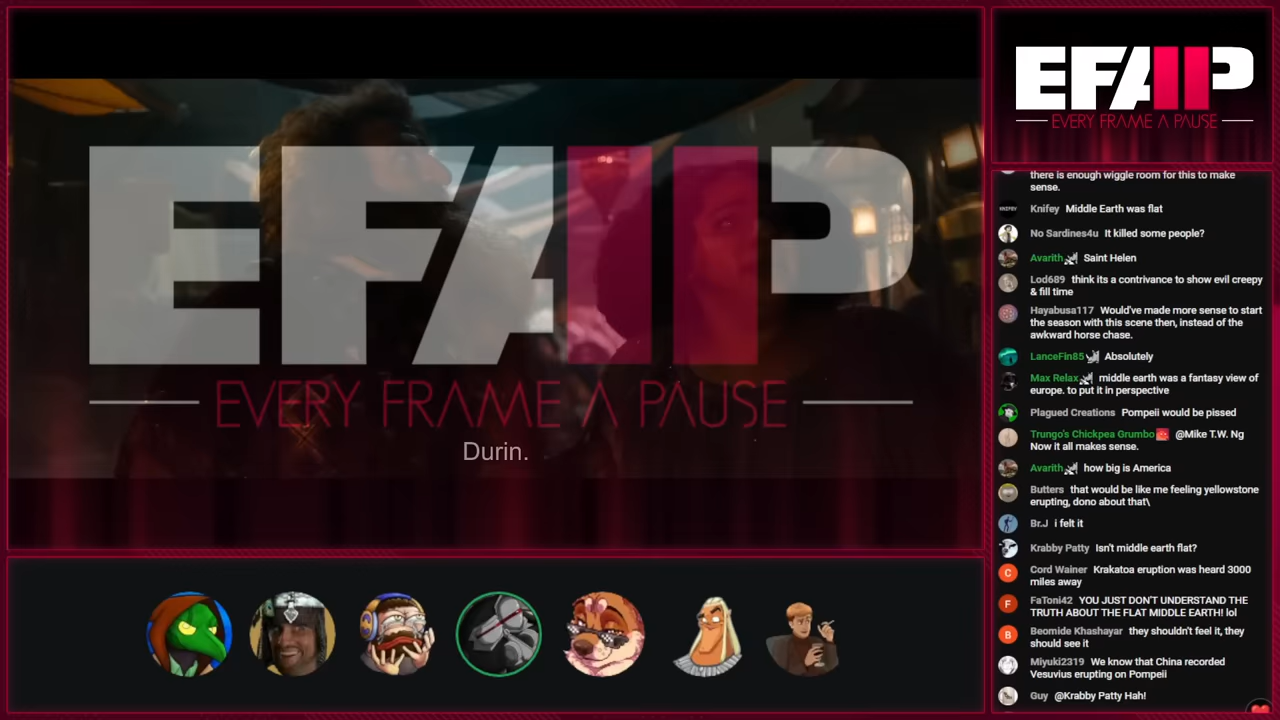 EFAP
EVERY FRAME A PAUSE
Durin.
EFAP
EVERY FRAME A PAUSE
there is enough wiggle room for this to make
sense.
Knifey Middle Earth was flat
No Sardines4u It killed some people?
Avarith Saint Helen
Lod689 think its a contrivance to show evil creepy
& fill time
Hayabusa117 Would've made more sense to start
the season with this scene then, instead of the
awkward horse chase.
LanceFin85 Absolutely
Max Relax middle earth was a fantasy view of
europe. to put it in perspective
Plagued Creations Pompeii would be pissed
Trungo's Chickpea Grumbo @Mike T.W. Ng
Now it all makes sense.
Avarith how big is America
Butters that would be like me feeling yellowstone
erupting, dono about that\
Br.J i felt it
Krabby Patty Isn't middle earth flat?
C
Cord Wainer Krakatoa eruption was heard 3000
miles away
F
FaToni42 YOU JUST DON'T UNDERSTAND THE
TRUTH ABOUT THE FLAT MIDDLE EARTH! lol
B
Beomide Khashayar they shouldn't feel it, they
should see it
Miyuki2319 We know that China recorded
Vesuvius erupting on Pompeii
Guy @Krabby Patty Hah!